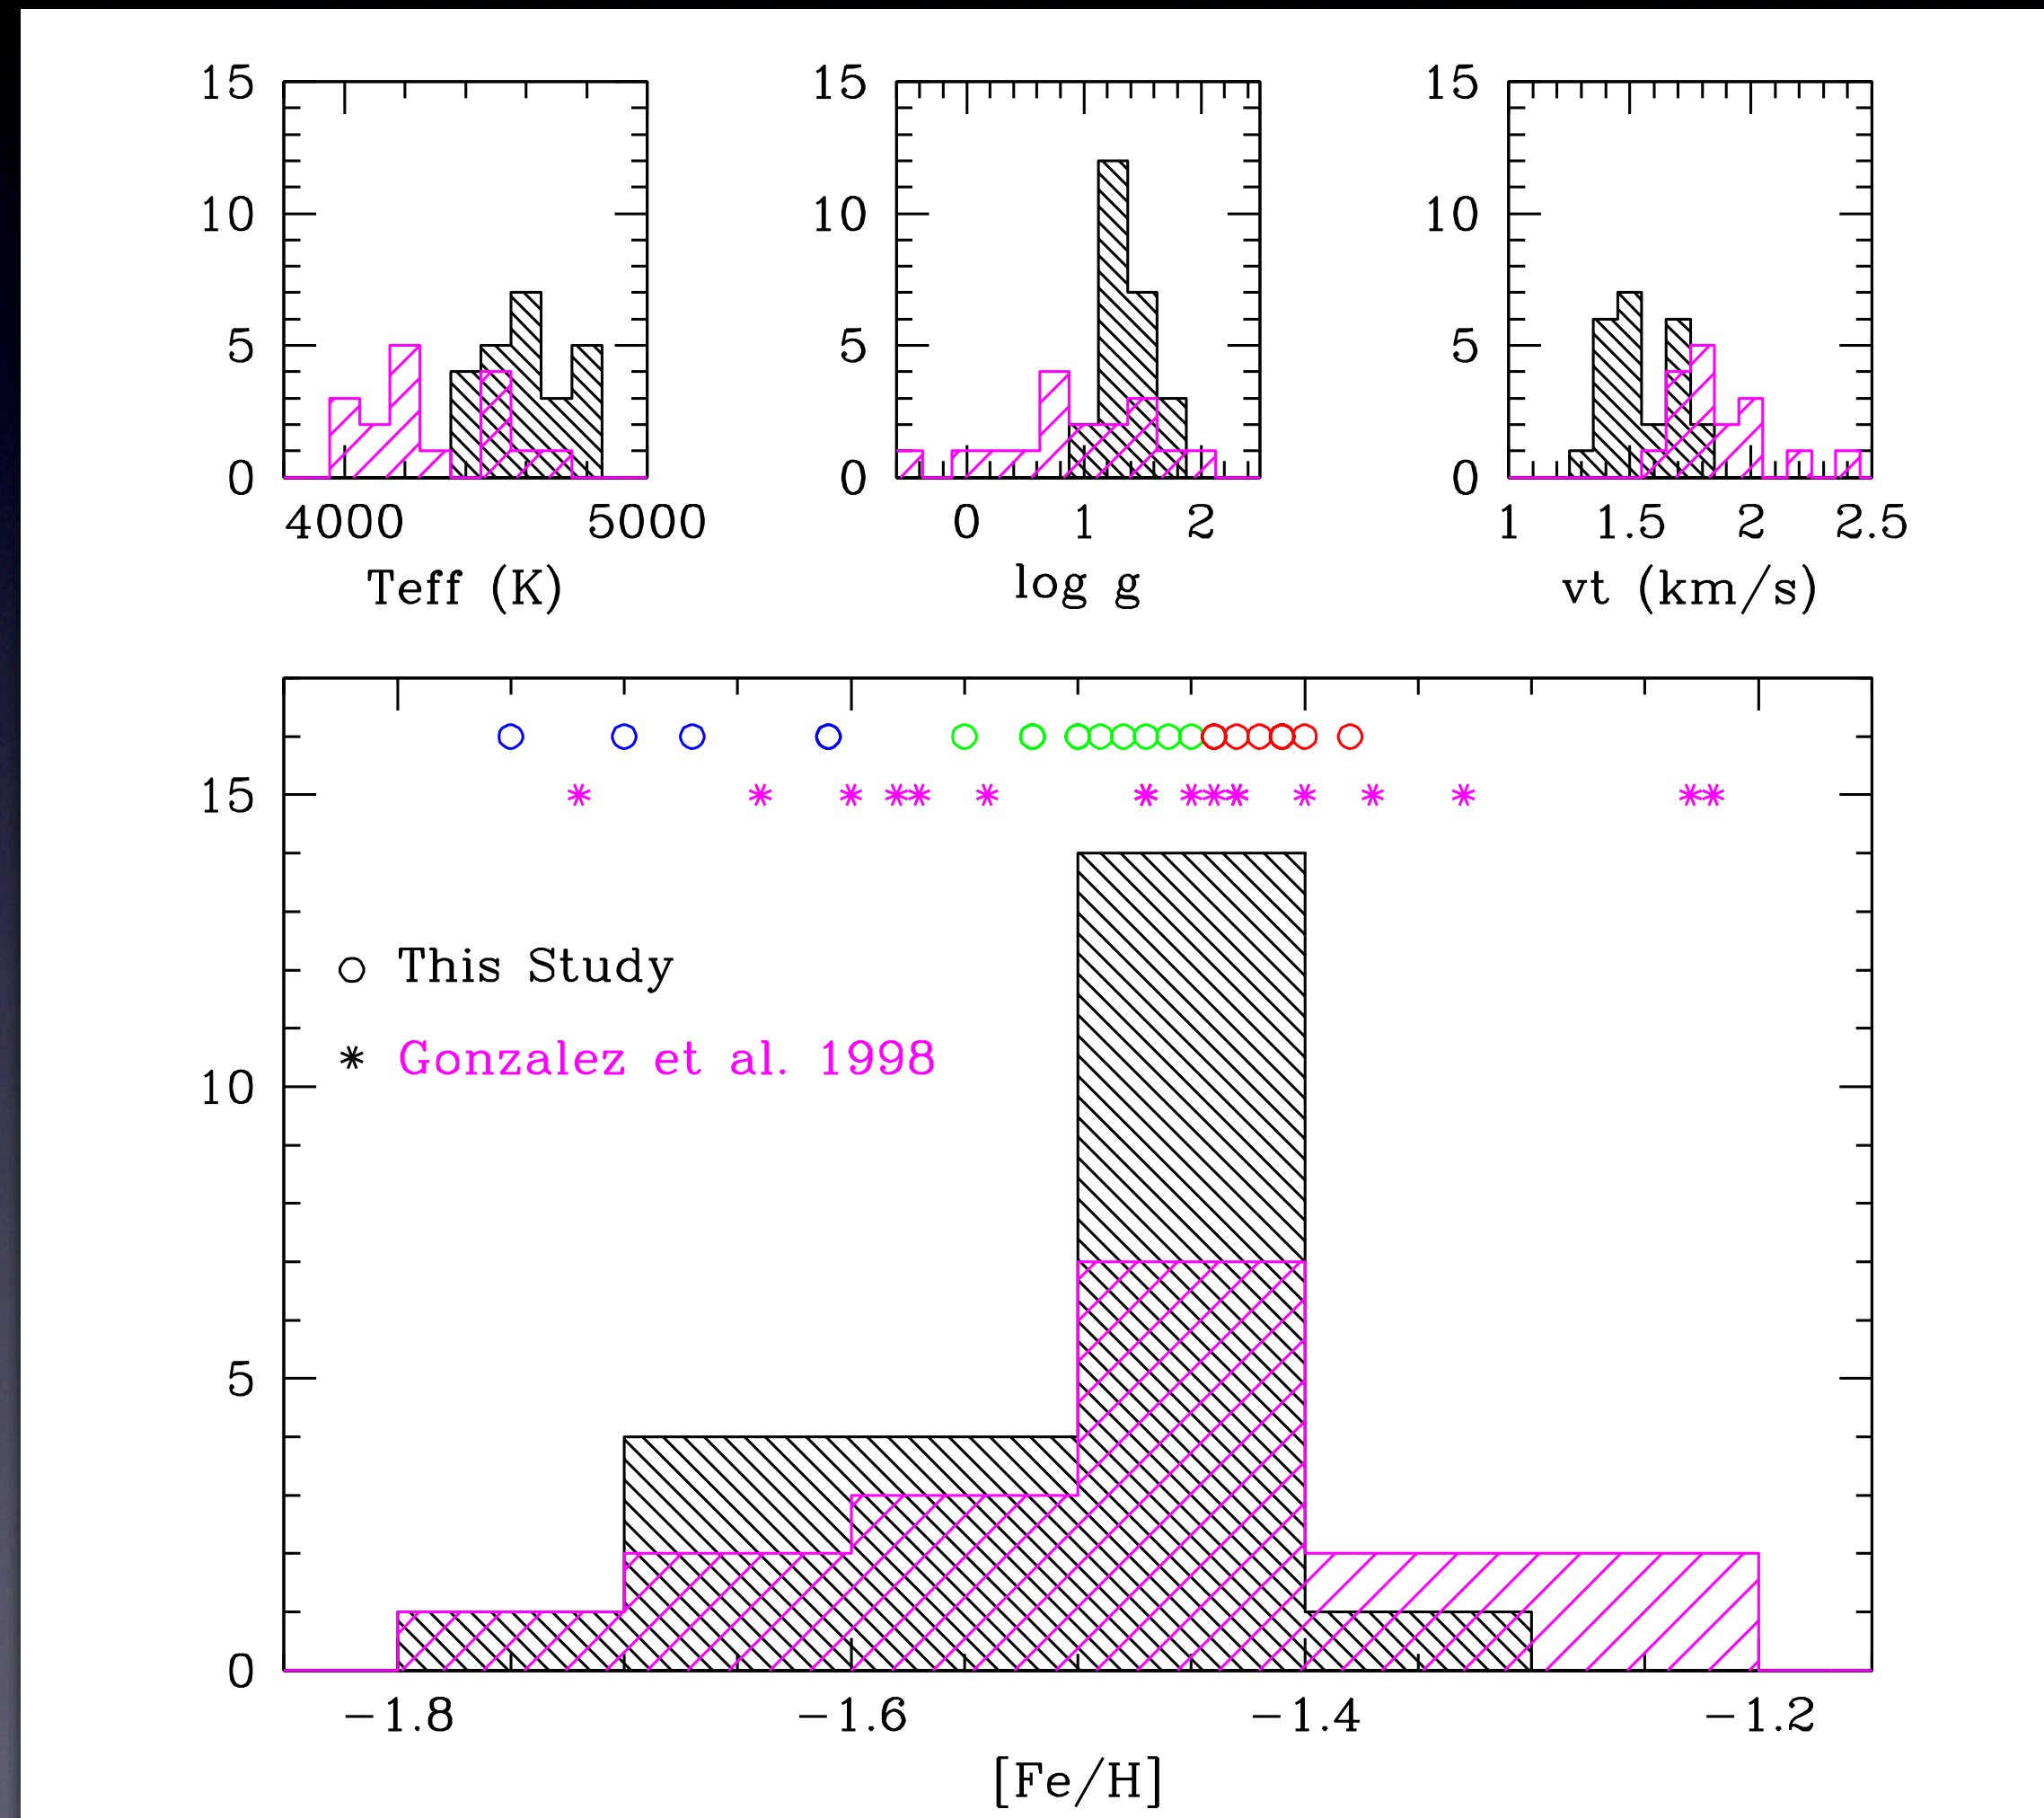 15 10 5 0
4000 5000
Teff (K)
15 10 5 0
0 1 2
log g
15 10 5 0
1 1.5 2 2.5
vt (km/s)
15 10 5 0
This Study
Gonzalez et al. 1998
−1.8 −1.6 −1.4 −1.2
[Fe/H]